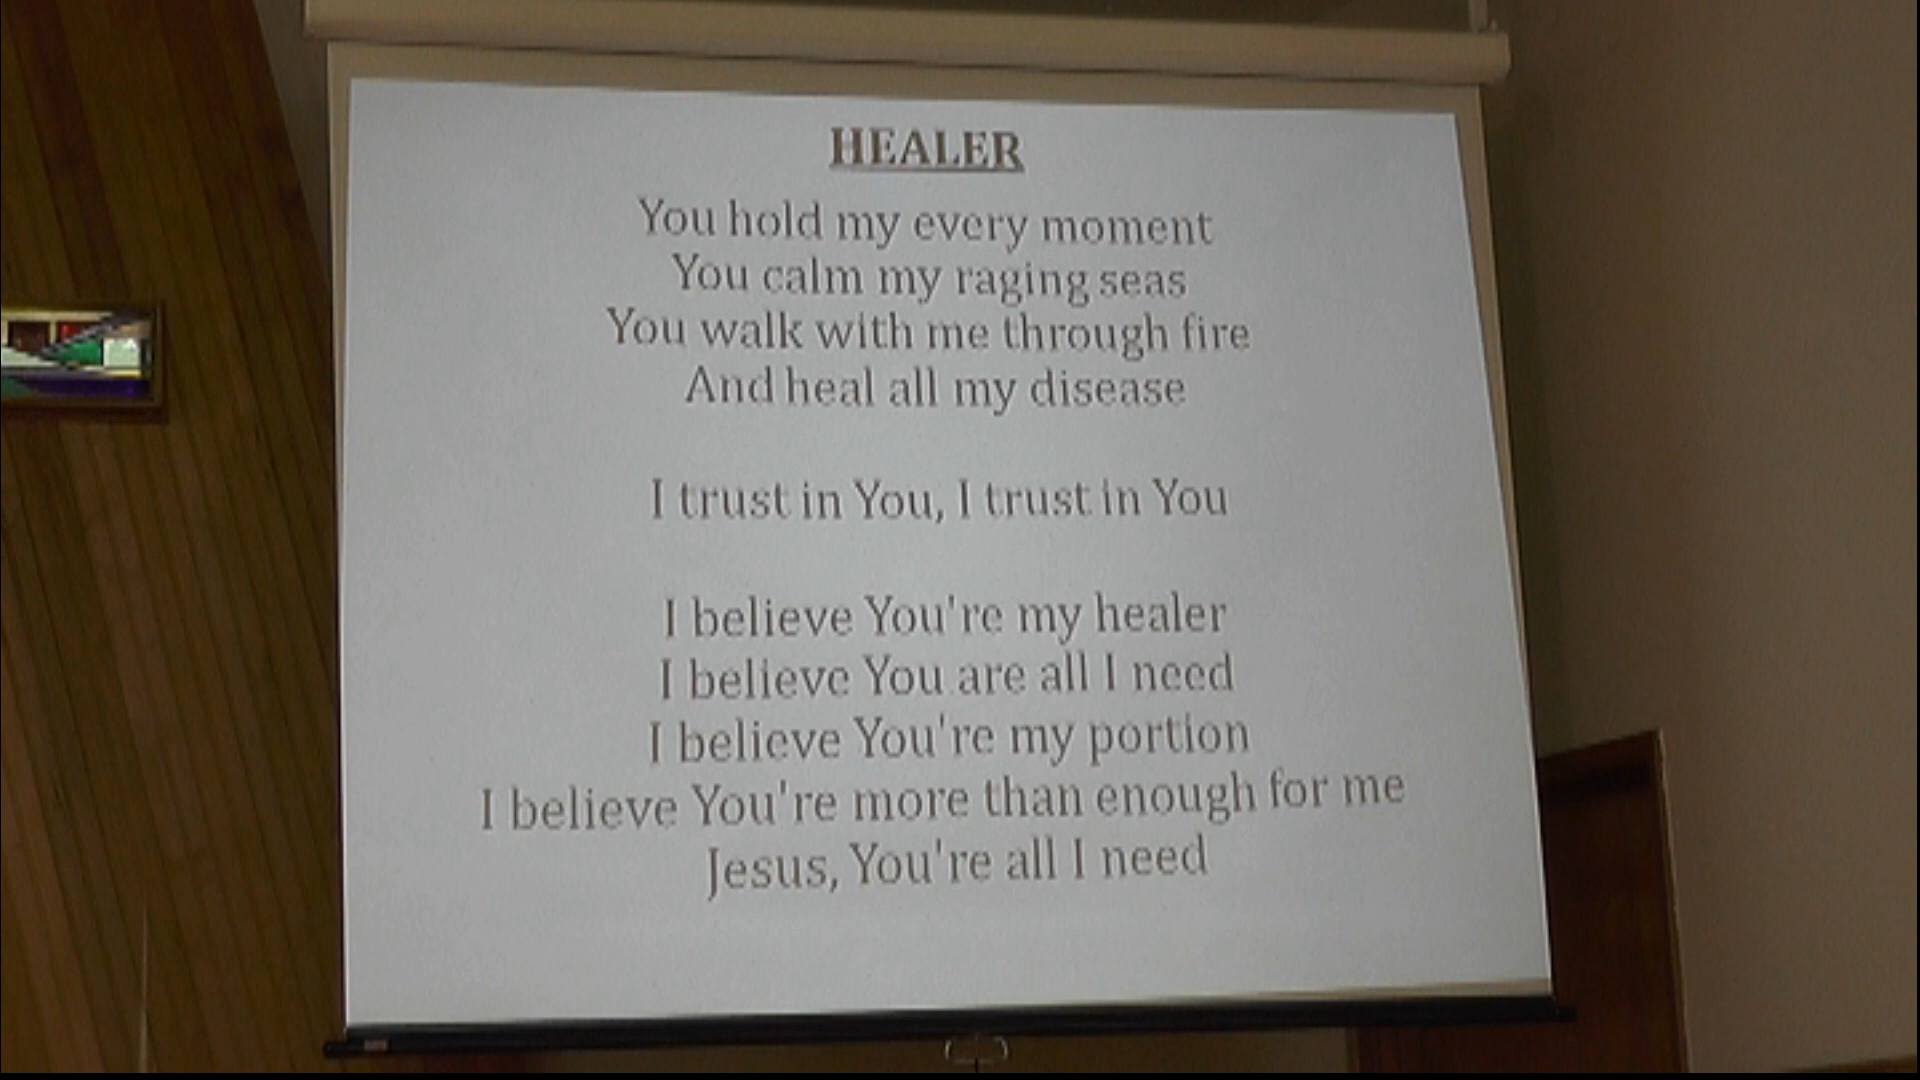 HEALER
You hold my every moment
You calm my raging seas
You walk with me through fire
And heal all my disease
I trust in You, I trust in You
I believe You're my healer
I believe You are all I need
I believe You're my portion
I believe You're more than enough for me
Jesus, You're all I need